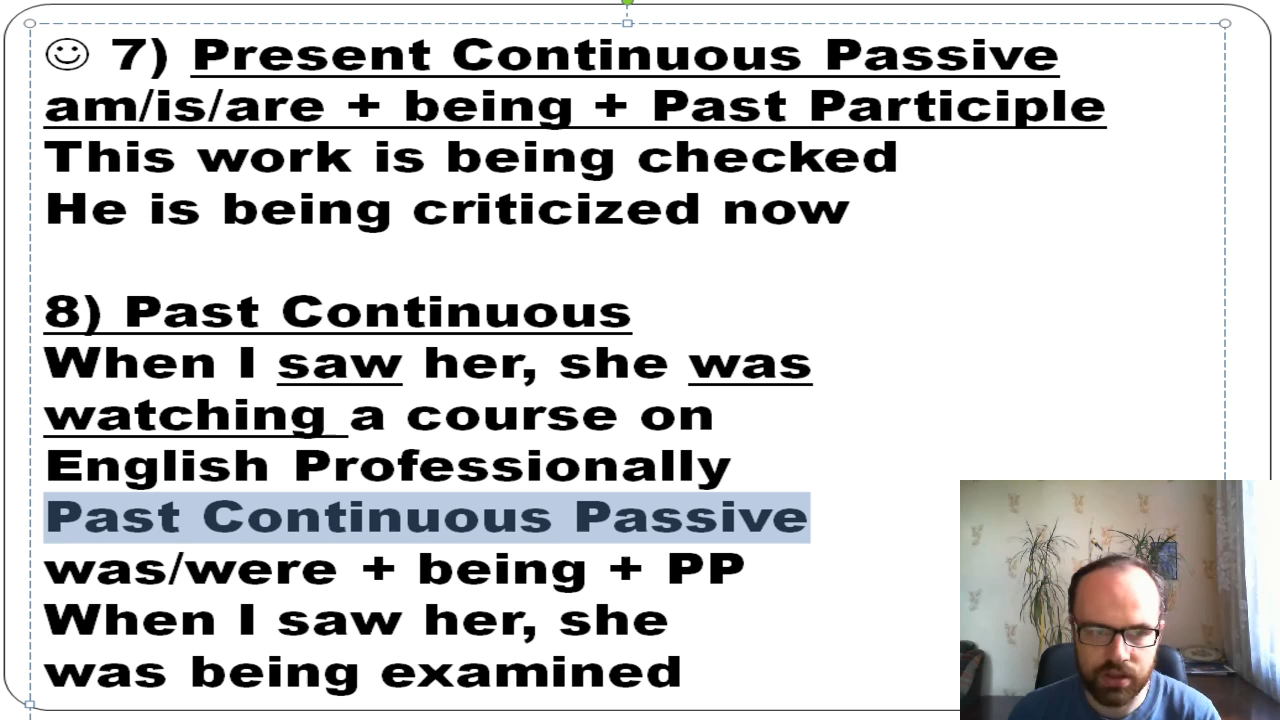 ☺ 7) Present Continuous Passive
am/is/are + being + Past Participle
This work is being checked
He is being criticized now
8) Past Continuous
When I saw her, she was
watching a course on
English Professionally
Past Continuous Passive
was/were + being + PP
When I saw her, she
was being examined